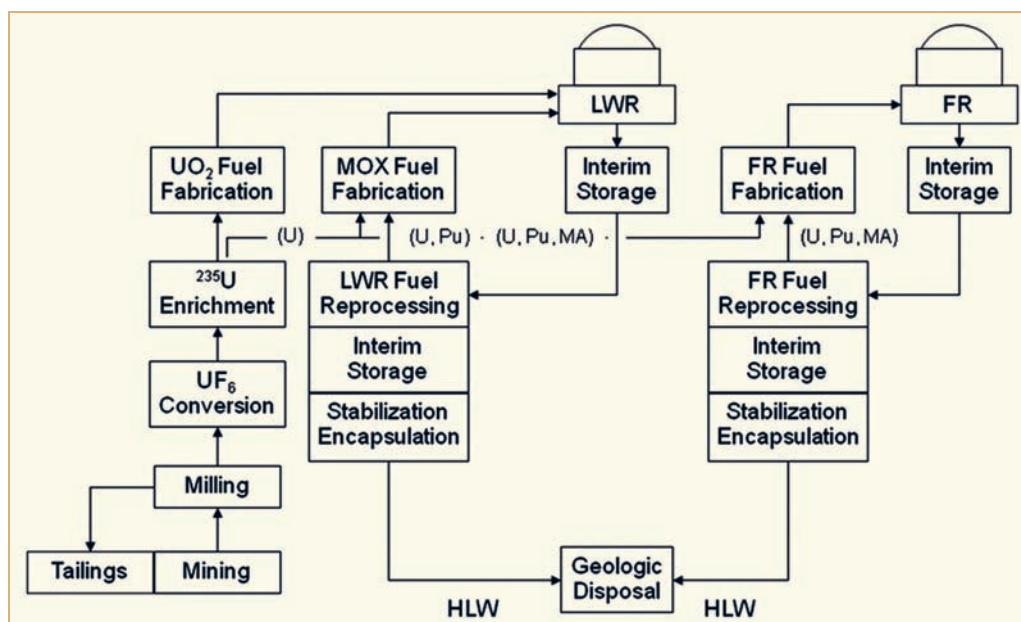 LWR
FR
UO₂ Fuel
Fabrication
MOX Fuel
Fabrication
Interim
Storage
FR Fuel
Fabrication
Interim
Storage
(U)
(U, Pu) · (U, Pu, MA) ·
(U, Pu, MA)
²³⁵U
Enrichment
LWR Fuel
Reprocessing
Interim
Storage
Stabilization
Encapsulation
FR Fuel
Reprocessing
Interim
Storage
Stabilization
Encapsulation
UF₆
Conversion
Milling
Tailings
Mining
Geologic
Disposal
HLW
HLW